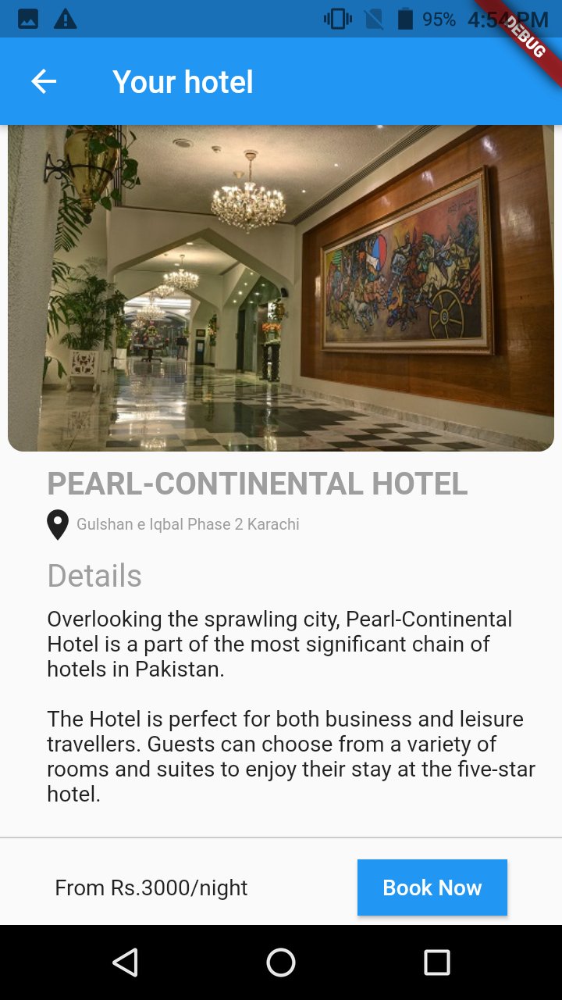 95% 4:54 PM
DEBUG
Your hotel
PEARL-CONTINENTAL HOTEL
Gulshan e Iqbal Phase 2 Karachi
Details
Overlooking the sprawling city, Pearl-Continental
Hotel is a part of the most significant chain of
hotels in Pakistan.
The Hotel is perfect for both business and leisure
travellers. Guests can choose from a variety of
rooms and suites to enjoy their stay at the five-star
hotel.
From Rs.3000/night
Book Now